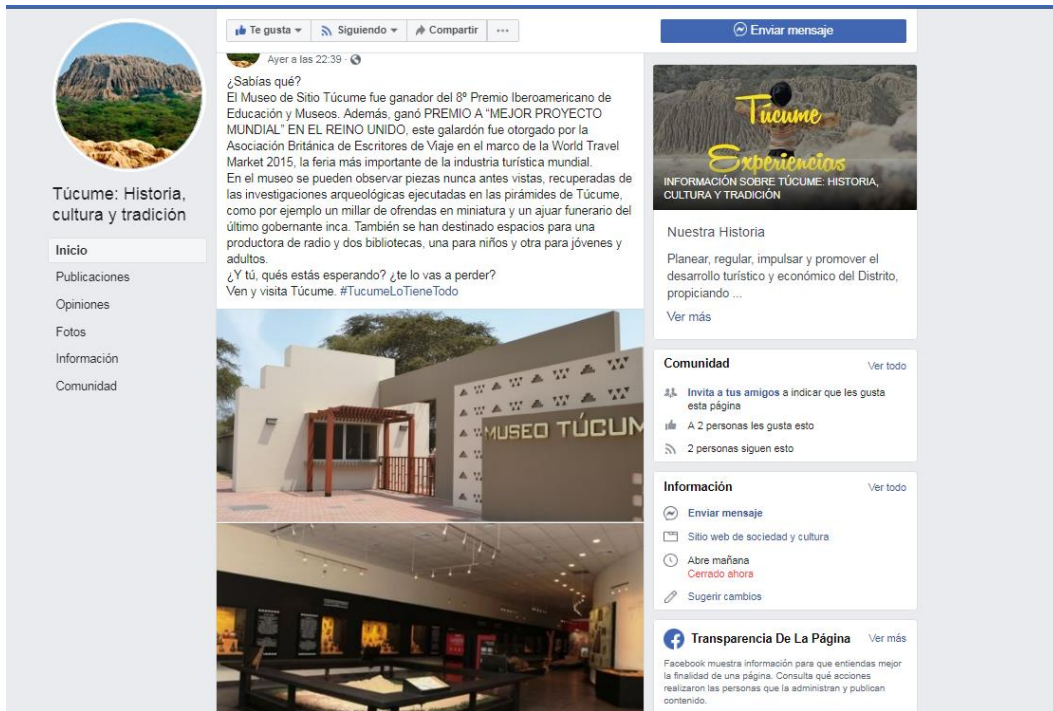 Te gusta Siguiendo Compartir ...
Enviar mensaje
Túcume: Historia,
cultura y tradición
Inicio
Publicaciones
Opiniones
Fotos
Información
Comunidad
Ayer a las 22:39 ·
¿Sabías qué?
El Museo de Sitio Túcume fue ganador del 8º Premio Iberoamericano de
Educación y Museos. Además, ganó PREMIO A “MEJOR PROYECTO
MUNDIAL” EN EL REINO UNIDO, este galardón fue otorgado por la
Asociación Británica de Escritores de Viaje en el marco de la World Travel
Market 2015, la feria más importante de la industria turística mundial.
En el museo se pueden observar piezas nunca antes vistas, recuperadas de
las investigaciones arqueológicas ejecutadas en las pirámides de Túcume,
como por ejemplo un millar de ofrendas en miniatura y un ajuar funerario del
último gobernante inca. También se han destinado espacios para una
productora de radio y dos bibliotecas, una para niños y otra para jóvenes y
adultos.
¿Y tú, qués estás esperando? ¿te lo vas a perder?
Ven y visita Túcume. #TucumeLoTieneTodo
MUSEO TÚCUM
Túcume
Experiencias
INFORMACIÓN SOBRE TÚCUME: HISTORIA,
CULTURA Y TRADICIÓN
Nuestra Historia
Planear, regular, impulsar y promover el
desarrollo turístico y económico del Distrito,
propiciando ...
Ver más
Comunidad Ver todo
Invita a tus amigos a indicar que les gusta
esta página
A 2 personas les gusta esto
2 personas siguen esto
Información Ver todo
Enviar mensaje
Sitio web de sociedad y cultura
Abre mañana
Cerrado ahora
Sugerir cambios
Transparencia De La Página Ver más
Facebook muestra información para que entiendas mejor
la finalidad de una página. Consulta qué acciones
realizaron las personas que la administran y publican
contenido.